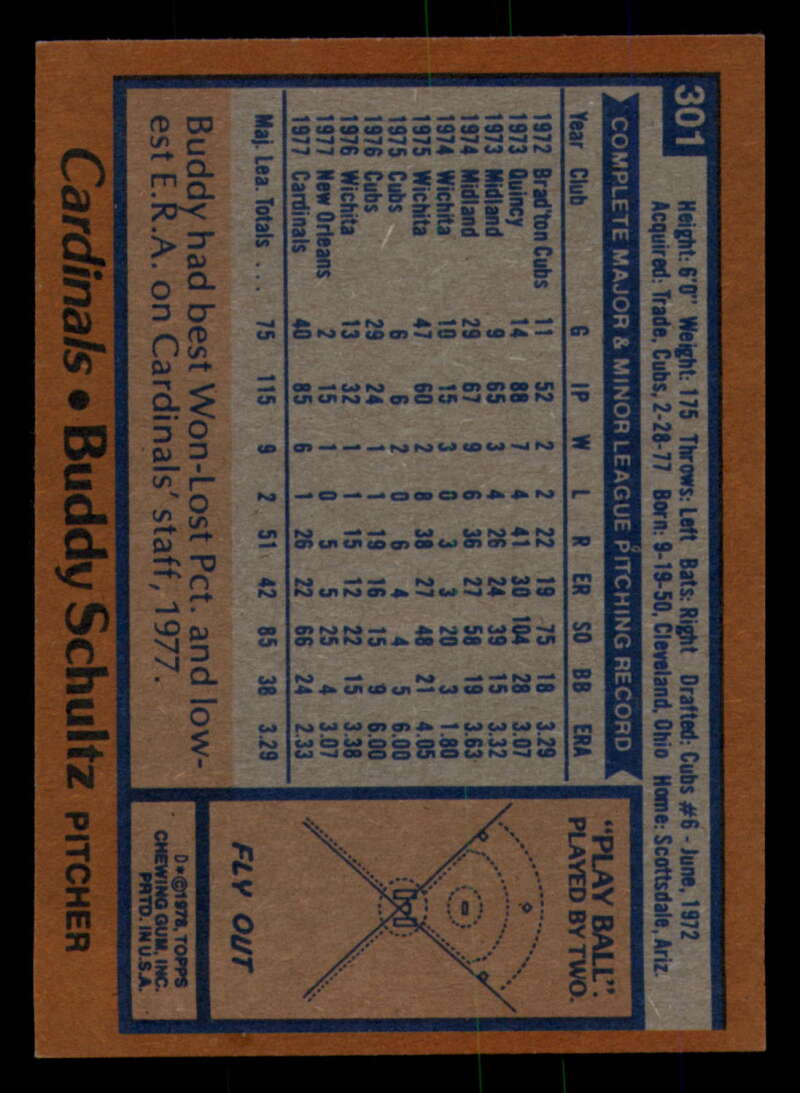 301
Height: 6'0" Weight: 175 Throws: Left Bats: Right Drafted: Cubs #6 - June, 1972
Acquired: Trade, Cubs, 2-28-77 Born: 9-19-50, Cleveland, Ohio Home: Scottsdale, Ariz.
COMPLETE MAJOR & MINOR LEAGUE PITCHING RECORD
Year Club G IP W L R ER SO BB ERA
1972 Brad'ton Cubs 11 52 2 2 22 19 75 18 3.29
1973 Quincy 14 88 7 4 41 30 104 28 3.07
1973 Midland 9 65 3 4 26 24 39 15 3.32
1974 Midland 29 67 9 6 36 27 58 19 3.63
1974 Wichita 10 15 3 0 3 3 20 3 1.80
1975 Wichita 47 60 2 8 38 27 48 21 4.05
1975 Cubs 6 6 2 0 6 4 4 5 6.00
1976 Cubs 29 24 1 1 19 16 15 9 6.00
1976 Wichita 13 32 1 1 15 12 22 15 3.38
1977 New Orleans 2 15 1 0 5 5 25 4 3.07
1977 Cardinals 40 85 6 1 26 22 66 24 2.33
Maj. Lea. Totals ... 75 115 9 2 51 42 85 38 3.29
Buddy had best Won-Lost Pct. and low-
est E.R.A. on Cardinals' staff, 1977.
"PLAY BALL":
PLAYED BY TWO.
FLY OUT
D*©1978, TOPPS
CHEWING GUM, INC.
PRTD. IN U.S.A.
Cardinals • Buddy Schultz PITCHER